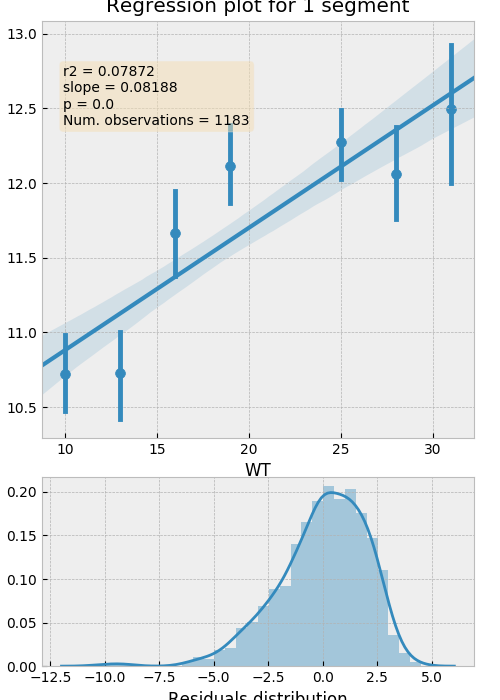 Regression plot for 1 segment
13.0
r2 = 0.07872
slope = 0.08188
p = 0.0
Num. observations = 1183
12.5
12.0
11.5
11.0
10.5
10 15 20 25 30
WT
0.20
0.15
0.10
0.05
0.00
−12.5 −10.0 −7.5 −5.0 −2.5 0.0 2.5 5.0
Residuals distribution